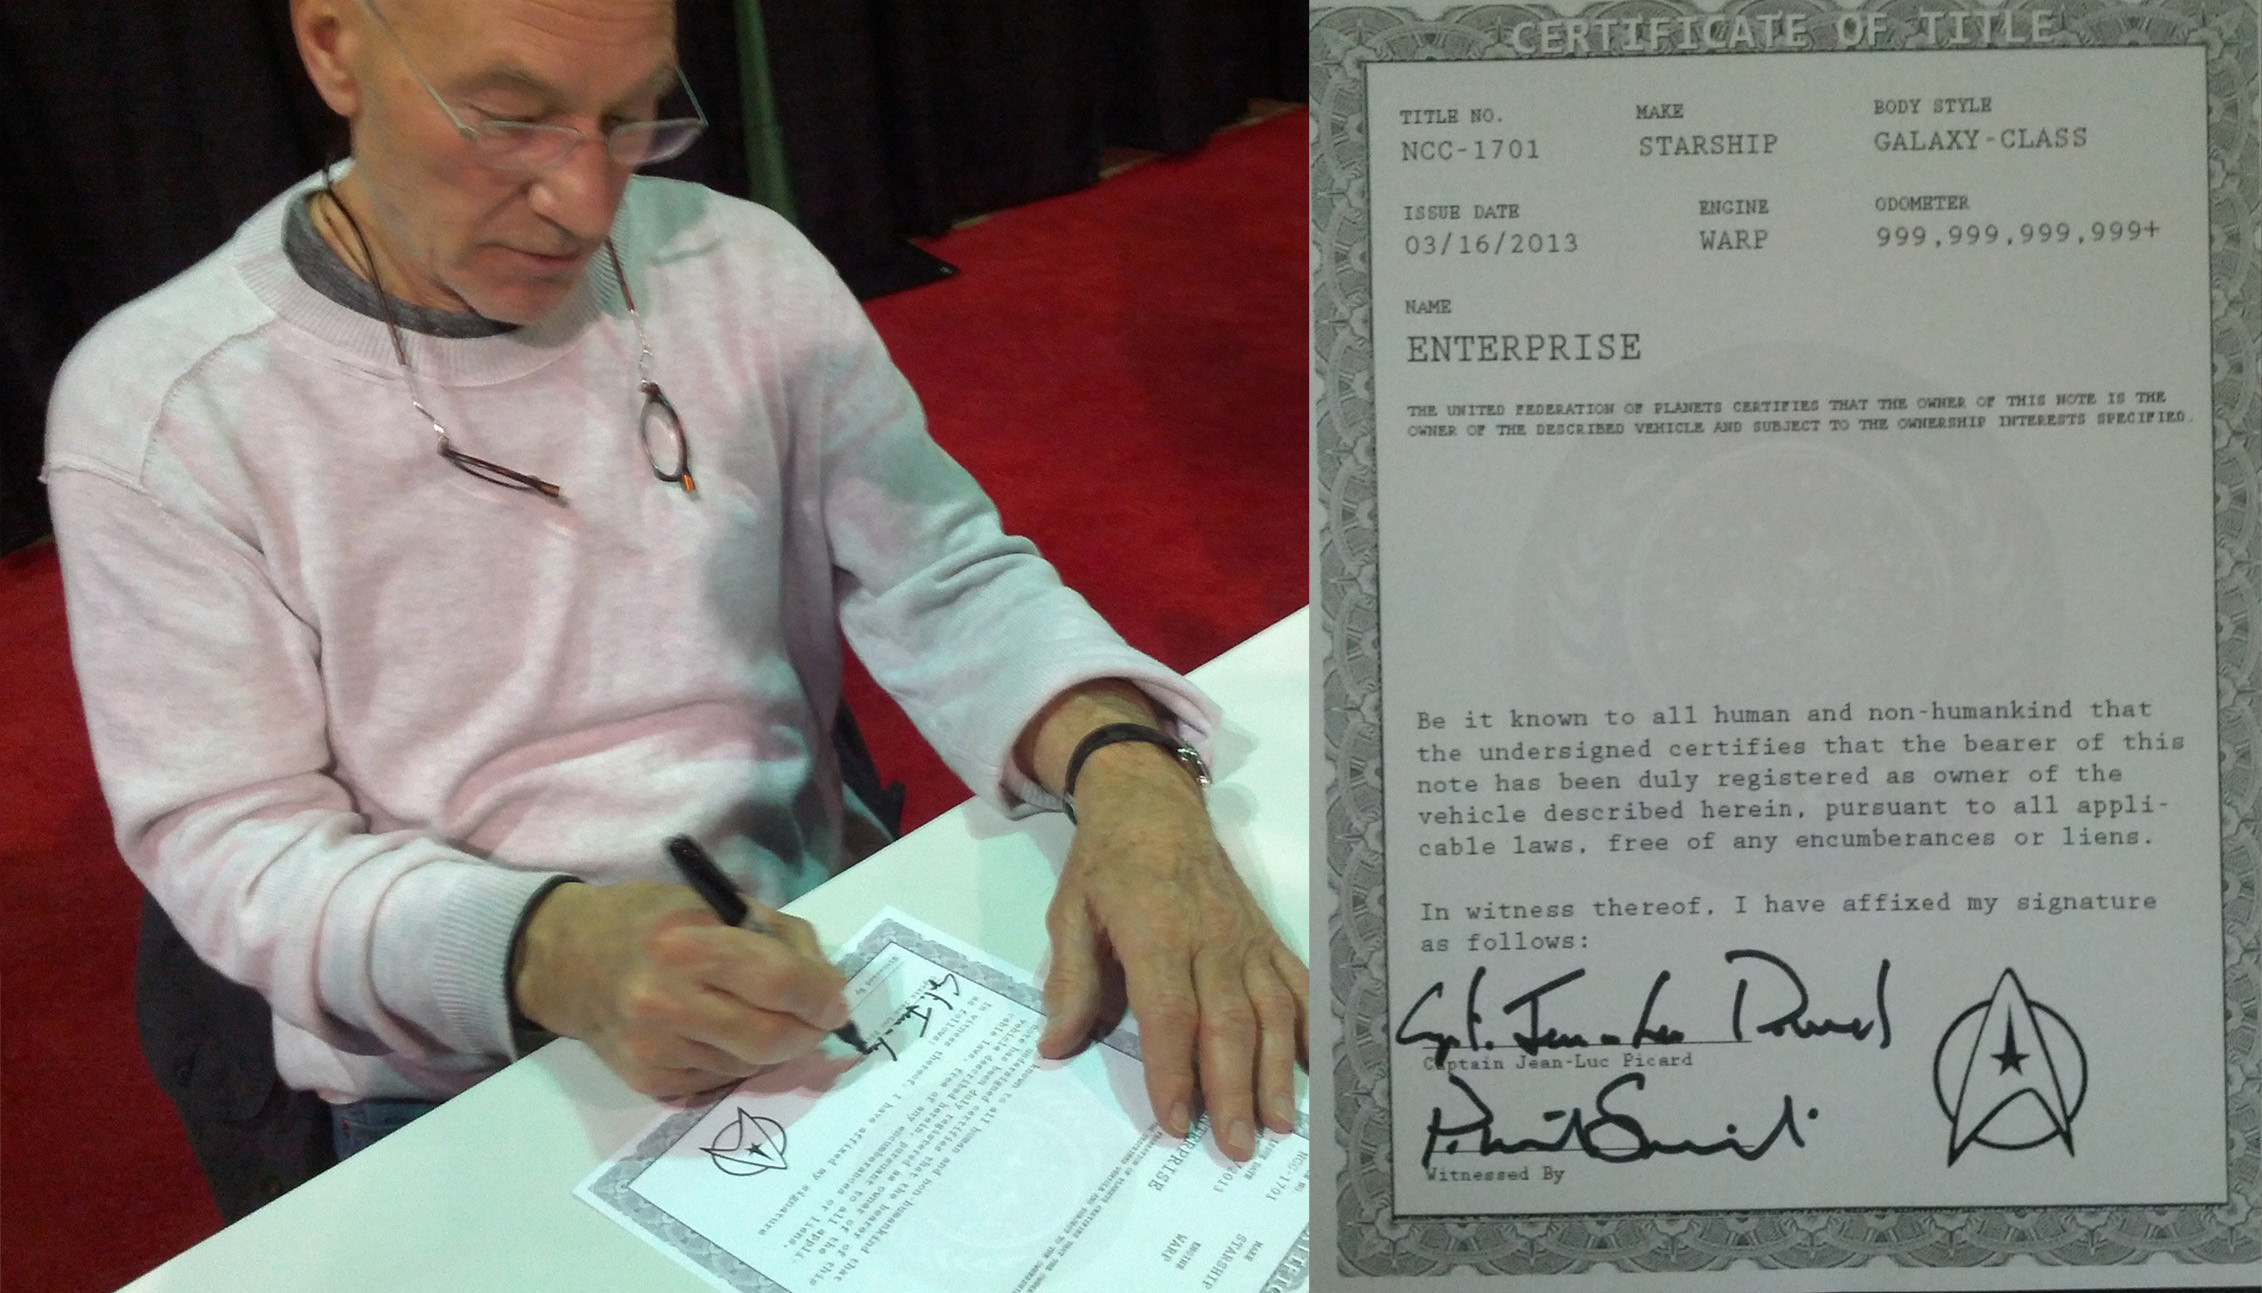 CERTIFICATE OF TITLE
TITLE NO.
NCC-1701
MAKE
STARSHIP
BODY STYLE
GALAXY-CLASS
ISSUE DATE
03/16/2013
ENGINE
WARP
ODOMETER
999,999,999,999+
NAME
ENTERPRISE
THE UNITED FEDERATION OF PLANETS CERTIFIES THAT THE OWNER OF THIS NOTE IS THE
OWNER OF THE DESCRIBED VEHICLE AND SUBJECT TO THE OWNERSHIP INTERESTS SPECIFIED.
Be it known to all human and non-humankind that
the undersigned certifies that the bearer of this
note has been duly registered as owner of the
vehicle described herein, pursuant to all appli-
cable laws, free of any encumberances or liens.
In witness thereof, I have affixed my signature
as follows:
Capt. Jean-Luc Picard
Captain Jean-Luc Picard
Witnessed By